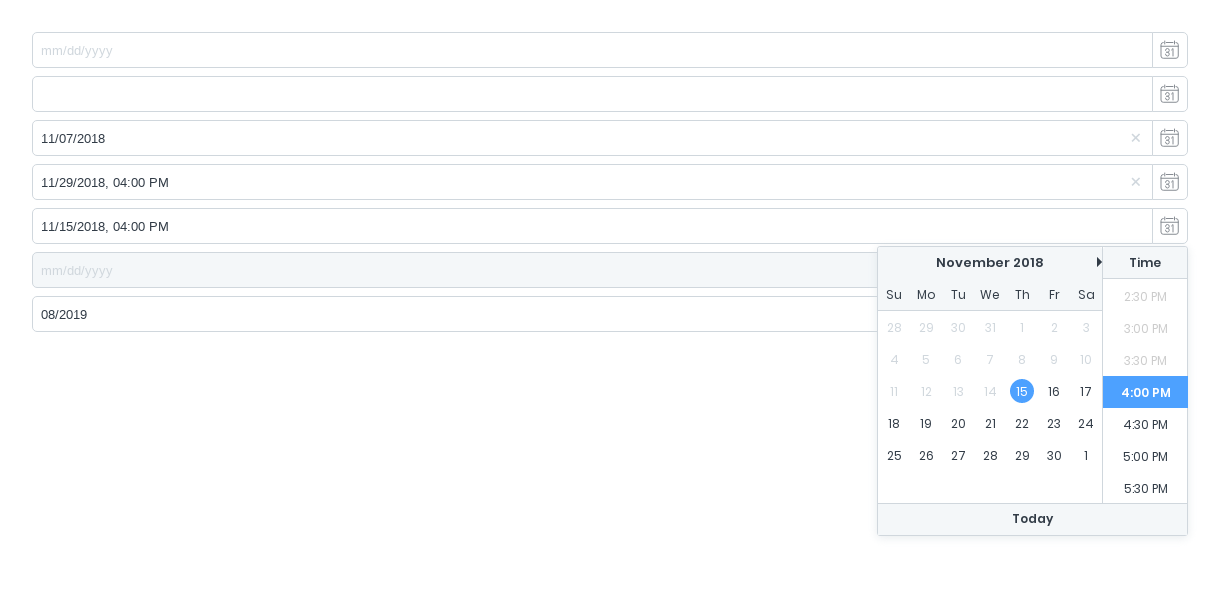 mm/dd/yyyy
31
31
11/07/2018 × 31
11/29/2018, 04:00 PM × 31
11/15/2018, 04:00 PM 31
mm/dd/yyyy
08/2019
November 2018
Su Mo Tu We Th Fr Sa
28 29 30 31 1 2 3
4 5 6 7 8 9 10
11 12 13 14 15 16 17
18 19 20 21 22 23 24
25 26 27 28 29 30 1
Time
2:30 PM
3:00 PM
3:30 PM
4:00 PM
4:30 PM
5:00 PM
5:30 PM
Today